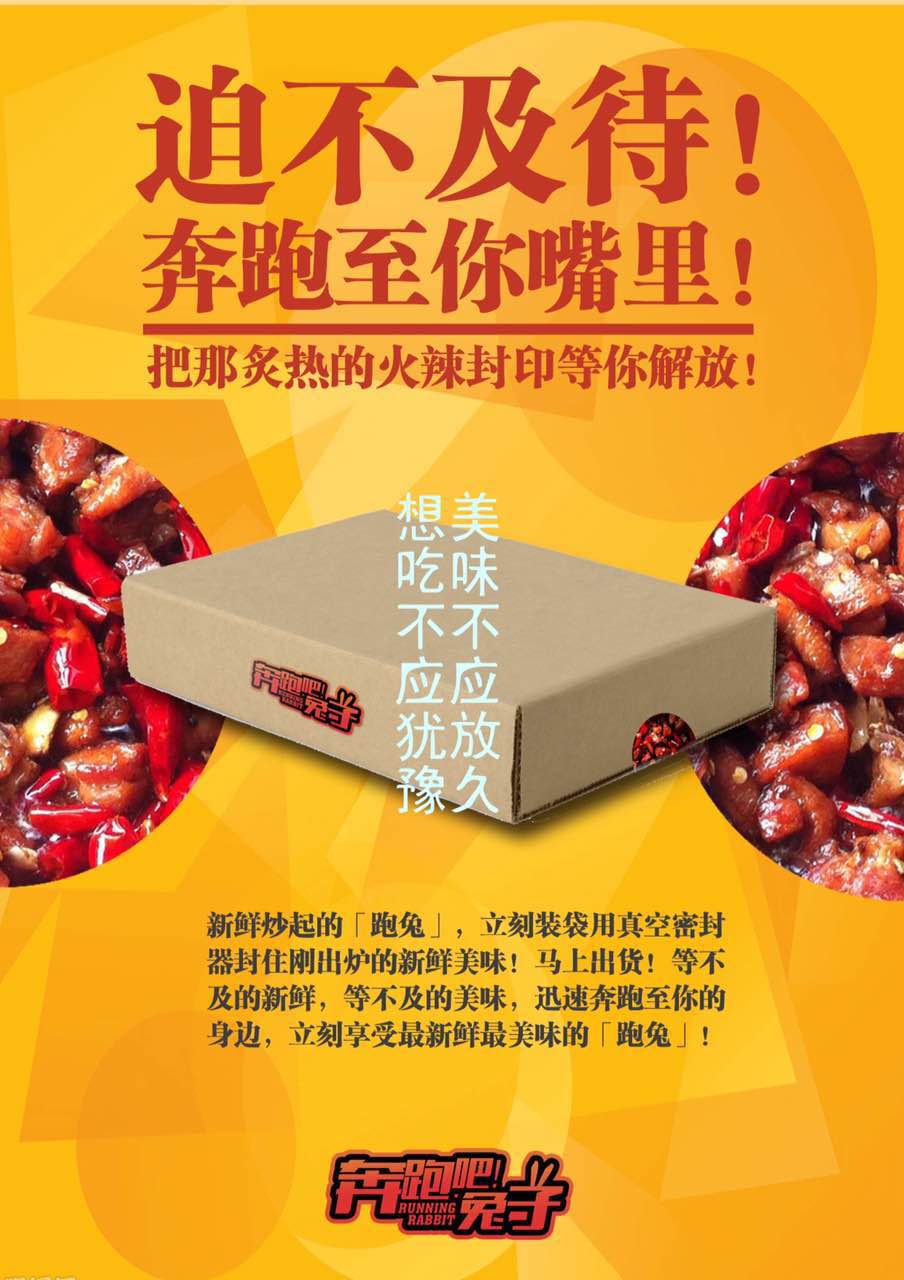 迫不及待！
奔跑至你嘴里！
把那炙热的火辣封印等你解放！
美味不应放久
想吃不应犹豫
奔跑吧！
RUNNING
RABBIT
兔子
新鲜炒起的「跑兔」，立刻装袋用真空密封
器封住刚出炉的新鲜美味！马上出货！等不
及的新鲜，等不及的美味，迅速奔跑至你的
身边，立刻享受最新鲜最美味的「跑兔」！
奔跑吧！
RUNNING
RABBIT
兔子